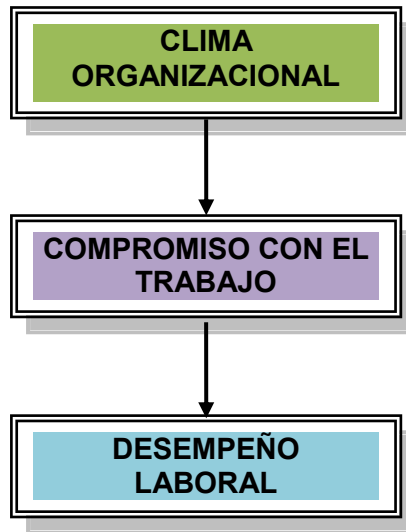 CLIMA
ORGANIZACIONAL
COMPROMISO CON EL
TRABAJO
DESEMPEÑO
LABORAL